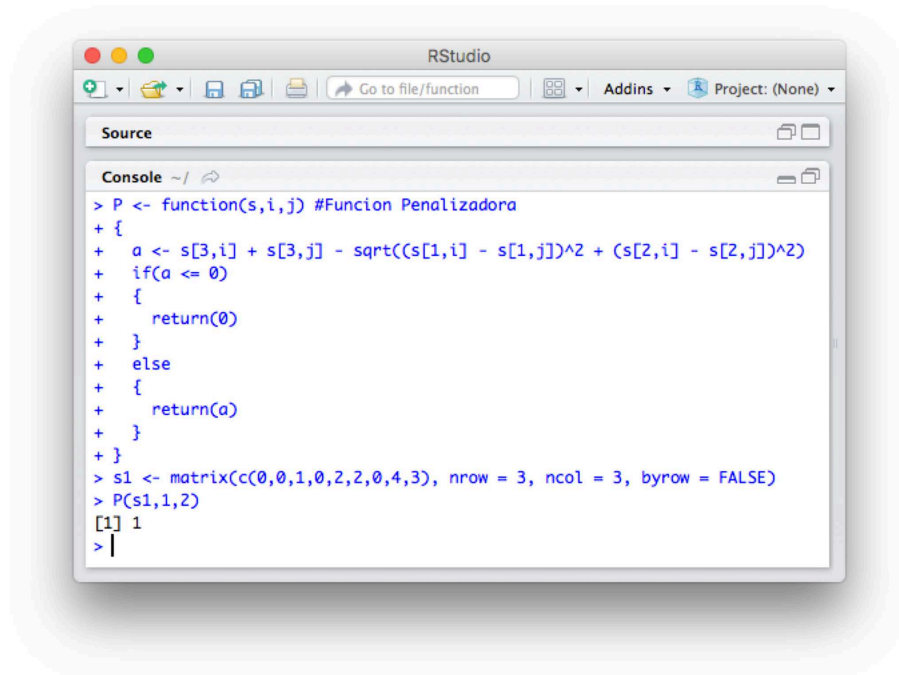 RStudio
Go to file/function
Addins
R
Project: (None)
Source
Console ~/
> P <- function(s,i,j) #Funcion Penalizadora
+ {
+   a <- s[3,i] + s[3,j] - sqrt((s[1,i] - s[1,j])^2 + (s[2,i] - s[2,j])^2)
+   if(a <= 0)
+   {
+     return(0)
+   }
+   else
+   {
+     return(a)
+   }
+ }
> s1 <- matrix(c(0,0,1,0,2,2,0,4,3), nrow = 3, ncol = 3, byrow = FALSE)
> P(s1,1,2)
[1] 1
>